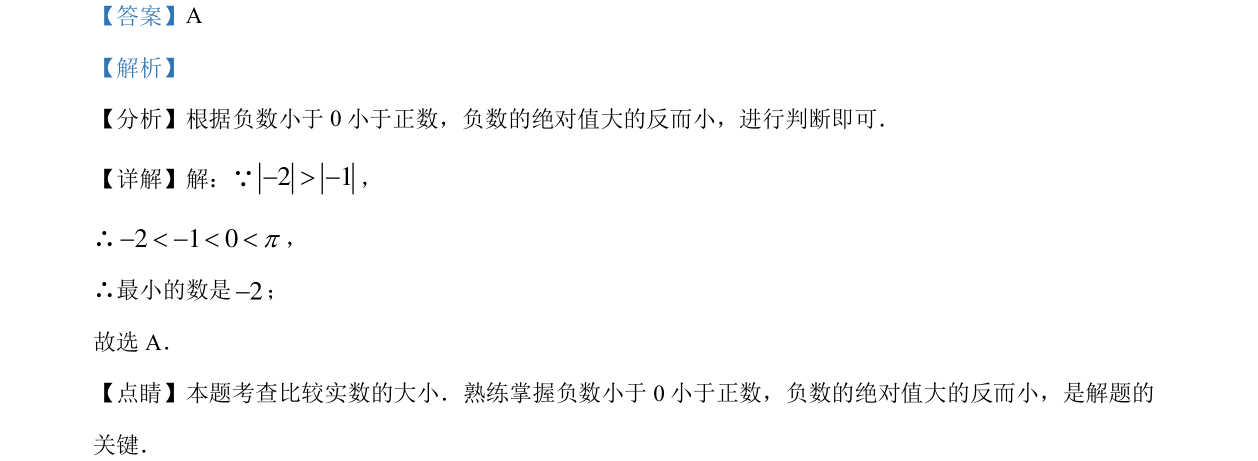 【答案】A
【解析】
【分析】根据负数小于 0 小于正数，负数的绝对值大的反而小，进行判断即可．
【详解】解：∵|−2|>|−1|，
∴−2<−1<0<π，
∴最小的数是−2；
故选 A．
【点睛】本题考查比较实数的大小．熟练掌握负数小于 0 小于正数，负数的绝对值大的反而小，是解题的
关键．